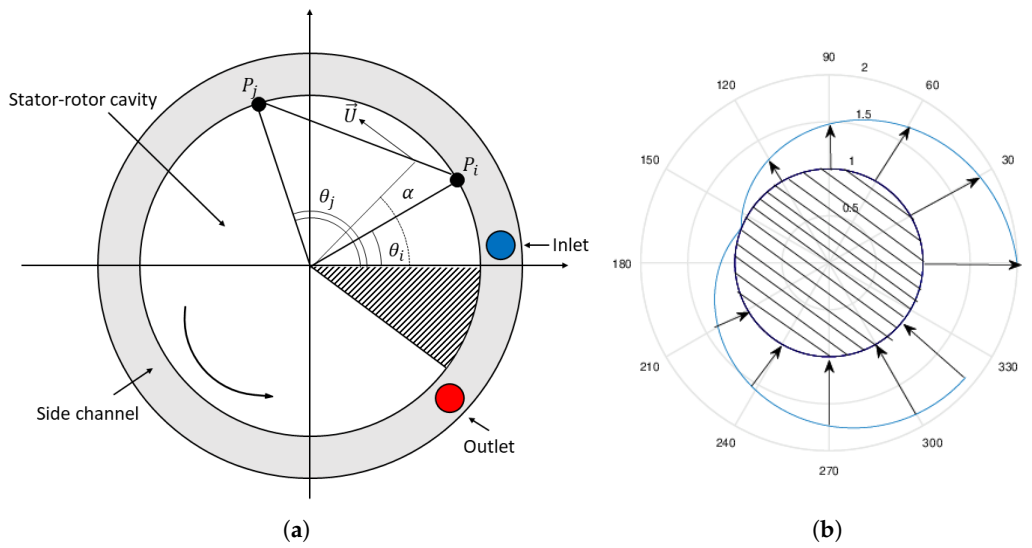 Stator-rotor cavity
P_j
\vec{U}
P_i
α
θ_j
θ_i
Inlet
Side channel
Outlet
(a)
90
120
60
2
1.5
150
30
1
0.5
180
0
210
330
240
300
270
(b)